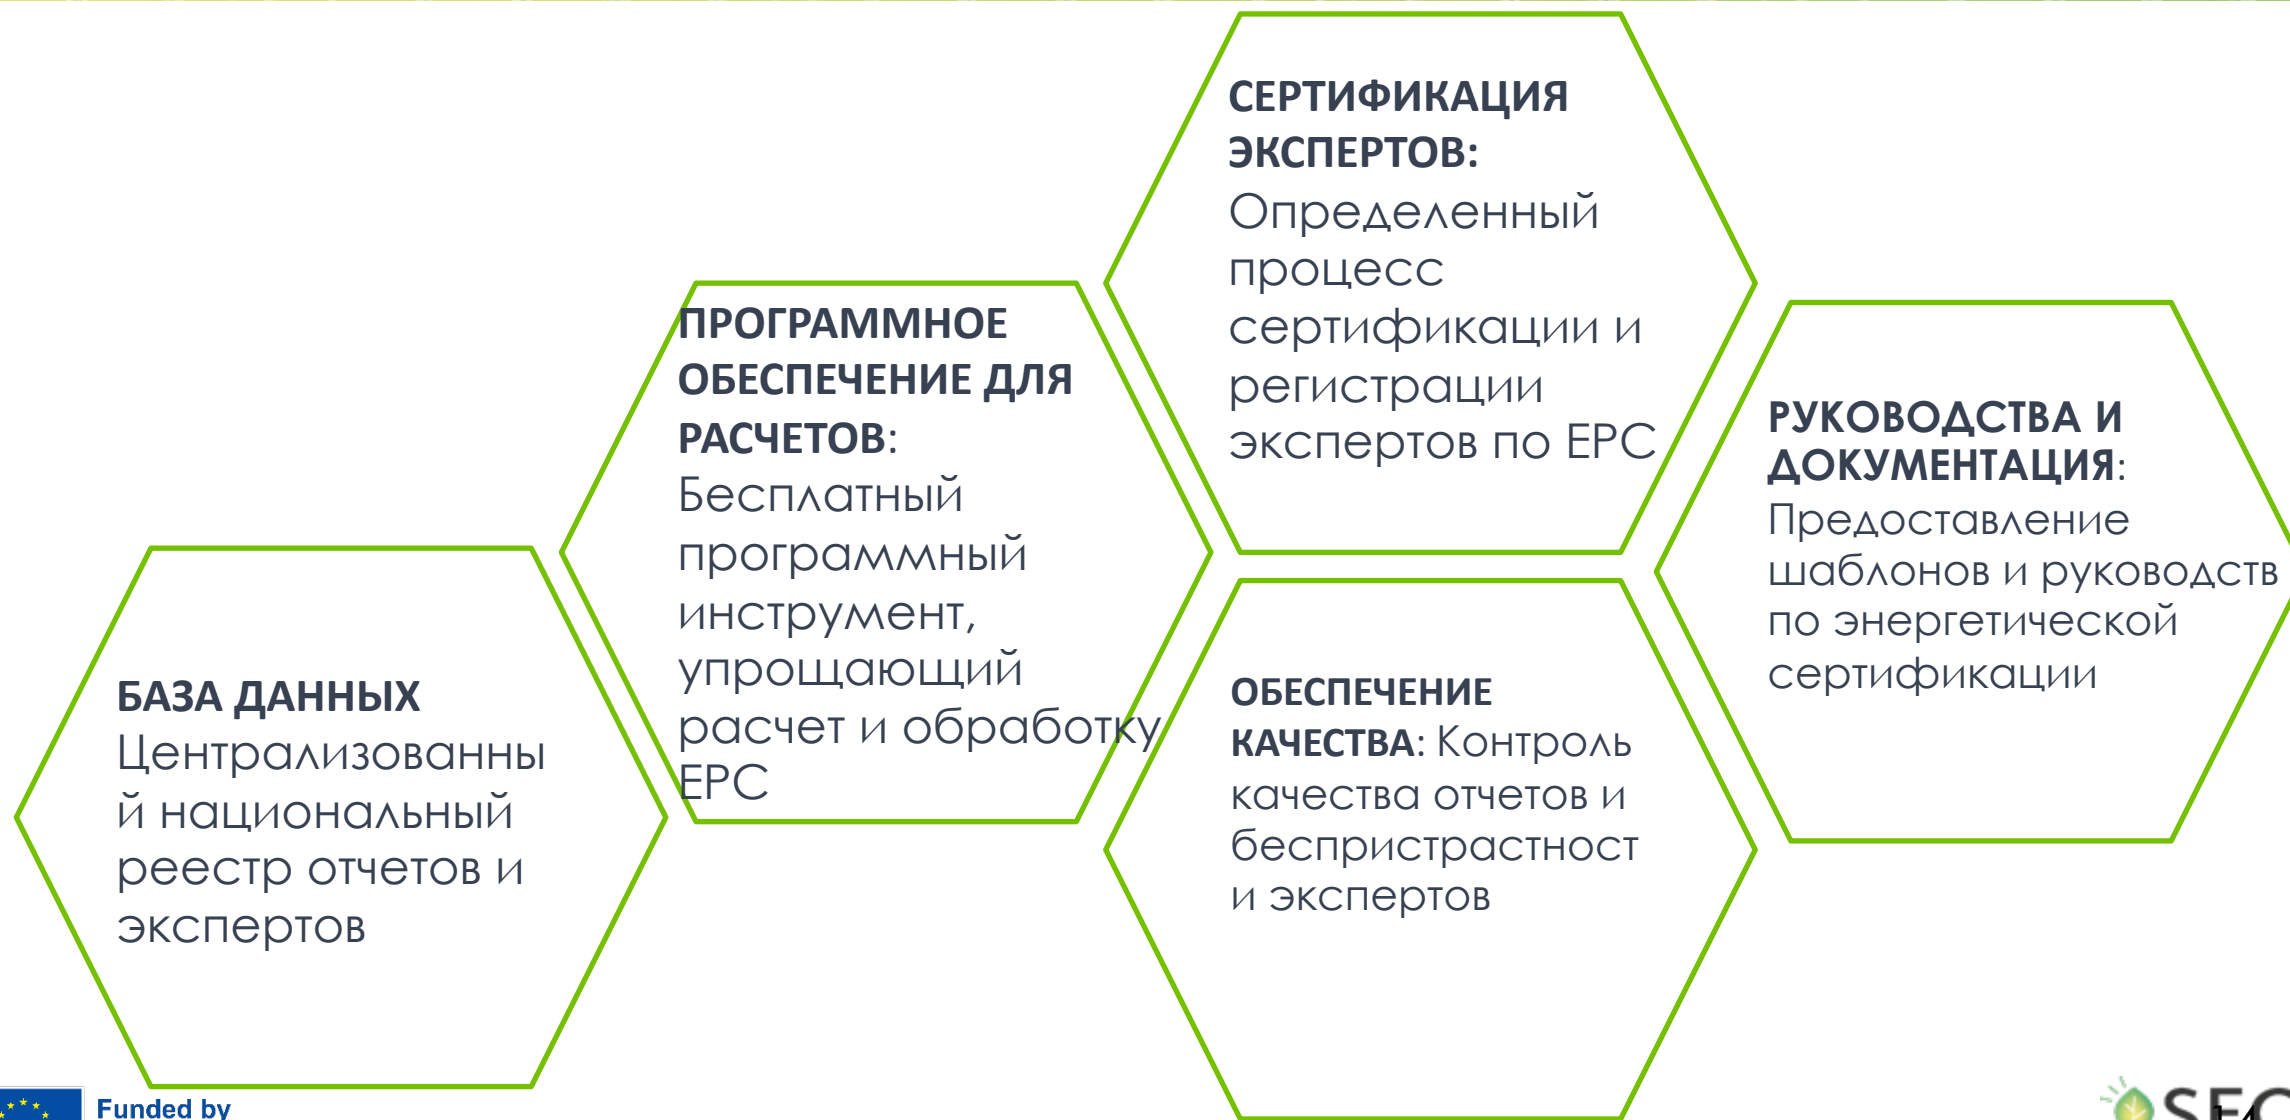 СЕРТИФИКАЦИЯ
ЭКСПЕРТОВ:
Определенный
процесс
сертификации и
регистрации
экспертов по EPC
ПРОГРАММНОЕ
ОБЕСПЕЧЕНИЕ ДЛЯ
РАСЧЕТОВ:
Бесплатный
программный
инструмент,
упрощающий
расчет и обработку
EPC
РУКОВОДСТВА И
ДОКУМЕНТАЦИЯ:
Предоставление
шаблонов и руководств
по энергетической
сертификации
БАЗА ДАННЫХ
Централизованны
й национальный
реестр отчетов и
экспертов
ОБЕСПЕЧЕНИЕ
КАЧЕСТВА: Контроль
качества отчетов и
беспристрастност
и экспертов
Funded by
14